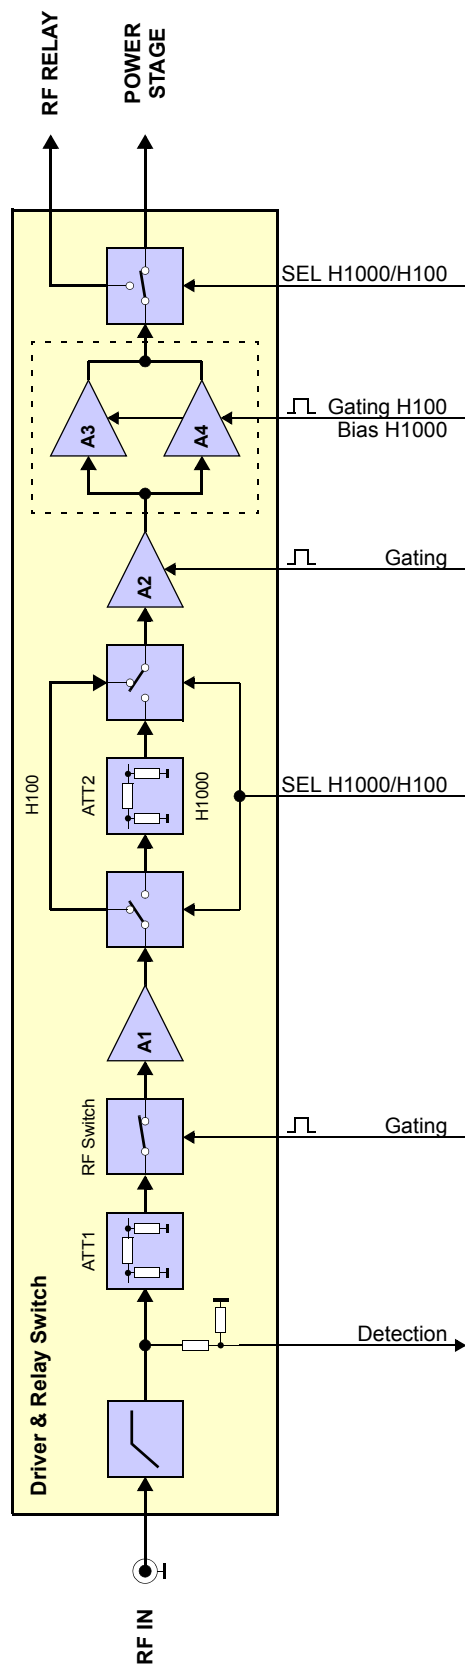 RF RELAY
POWER
STAGE
SEL H1000/H100
Gating H100
Bias H1000
A3
A4
A2
Gating
H100
ATT2
H1000
SEL H1000/H100
A1
RF Switch
Gating
ATT1
Detection
Driver & Relay Switch
RF IN